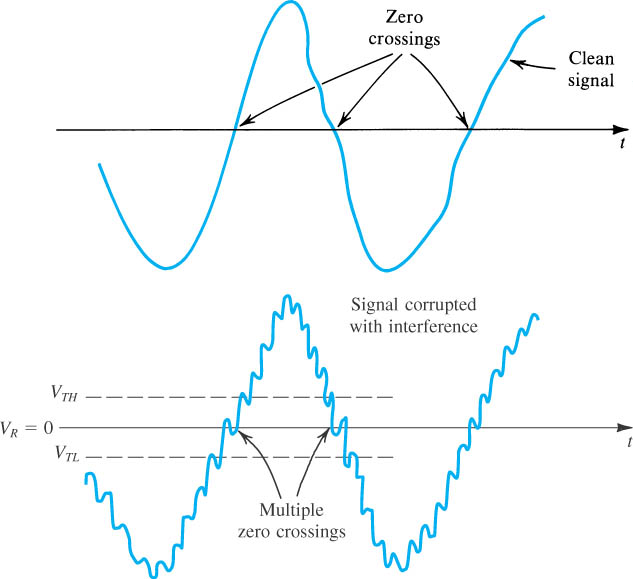 Zero
crossings
Clean
signal
t
Signal corrupted
with interference
V_TH
V_R = 0
t
V_TL
Multiple
zero crossings